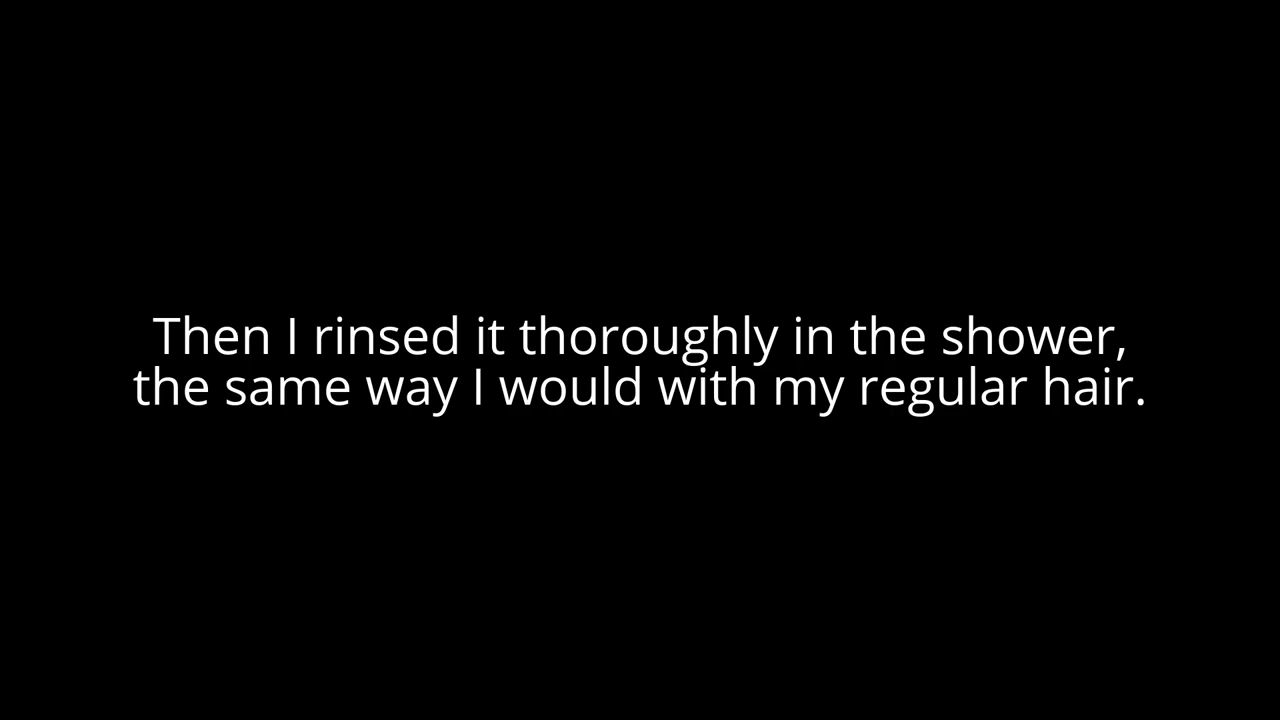 Then I rinsed it thoroughly in the shower,
the same way I would with my regular hair.